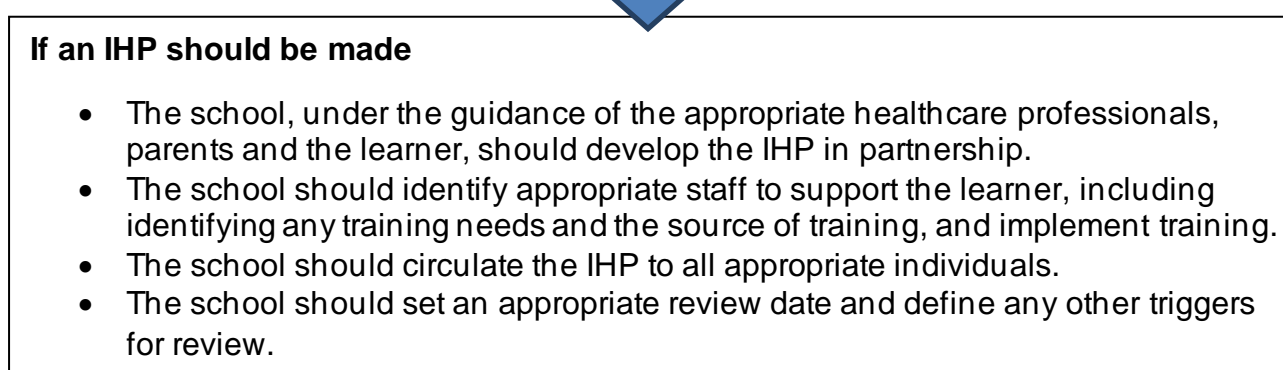 If an IHP should be made
• The school, under the guidance of the appropriate healthcare professionals,
parents and the learner, should develop the IHP in partnership.
• The school should identify appropriate staff to support the learner, including
identifying any training needs and the source of training, and implement training.
• The school should circulate the IHP to all appropriate individuals.
• The school should set an appropriate review date and define any other triggers
for review.